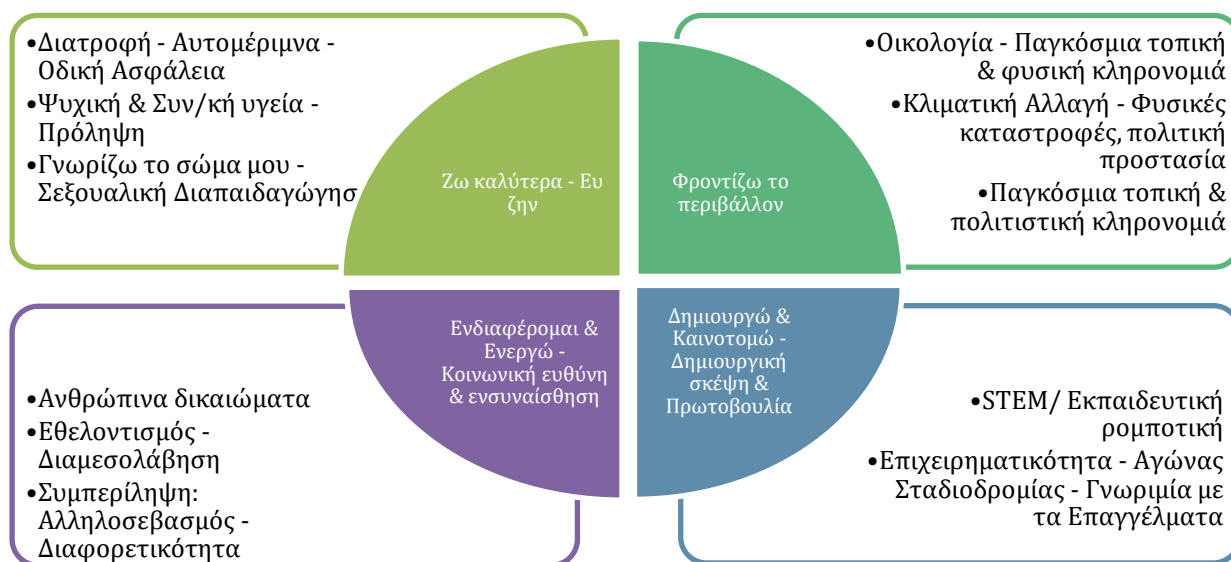 •Διατροφή - Αυτομέριμνα -
Οδική Ασφάλεια
•Ψυχική & Συν/κή υγεία -
Πρόληψη
•Γνωρίζω το σώμα μου -
Σεξουαλική Διαπαιδαγώγησ
Ζω καλύτερα - Ευ
ζην
Φροντίζω το
περιβάλλον
•Οικολογία - Παγκόσμια τοπική
& φυσική κληρονομιά
•Κλιματική Αλλαγή - Φυσικές
καταστροφές, πολιτική
προστασία
•Παγκόσμια τοπική &
πολιτιστική κληρονομιά
•Ανθρώπινα δικαιώματα
•Εθελοντισμός -
Διαμεσολάβηση
•Συμπερίληψη:
Αλληλοσεβασμός -
Διαφορετικότητα
Ενδιαφέρομαι &
Ενεργώ -
Κοινωνική ευθύνη
& ενσυναίσθηση
Δημιουργώ &
Καινοτομώ -
Δημιουργική
σκέψη &
Πρωτοβουλία
•STEM/ Εκπαιδευτική
ρομποτική
•Επιχειρηματικότητα - Αγώνας
Σταδιοδρομίας - Γνωριμία με
τα Επαγγέλματα